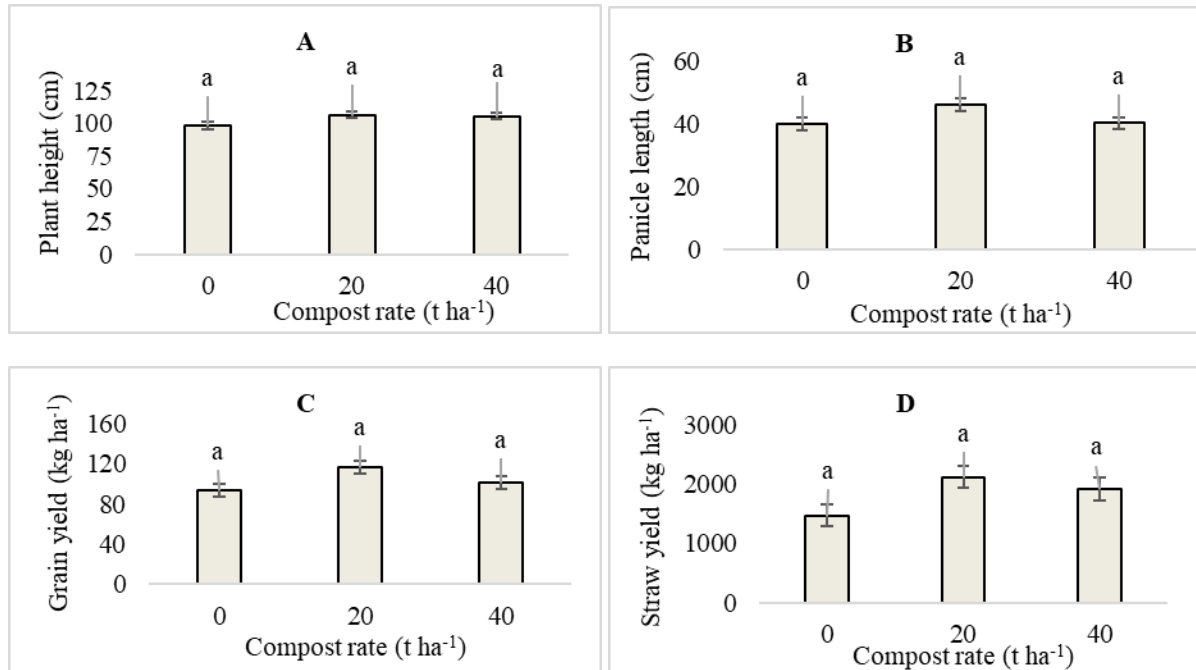 A
Plant height (cm)
125
100
75
50
25
0
a
a
a
0
20
40
Compost rate (t ha-1)
B
Panicle length (cm)
60
40
20
0
a
a
a
0
20
40
Compost rate (t ha-1)
C
Grain yield (kg ha-1)
160
120
80
40
0
a
a
a
0
20
40
Compost rate (t ha-1)
D
Straw yield (kg ha-1)
3000
2000
1000
0
a
a
a
0
20
40
Compost rate (t ha-1)